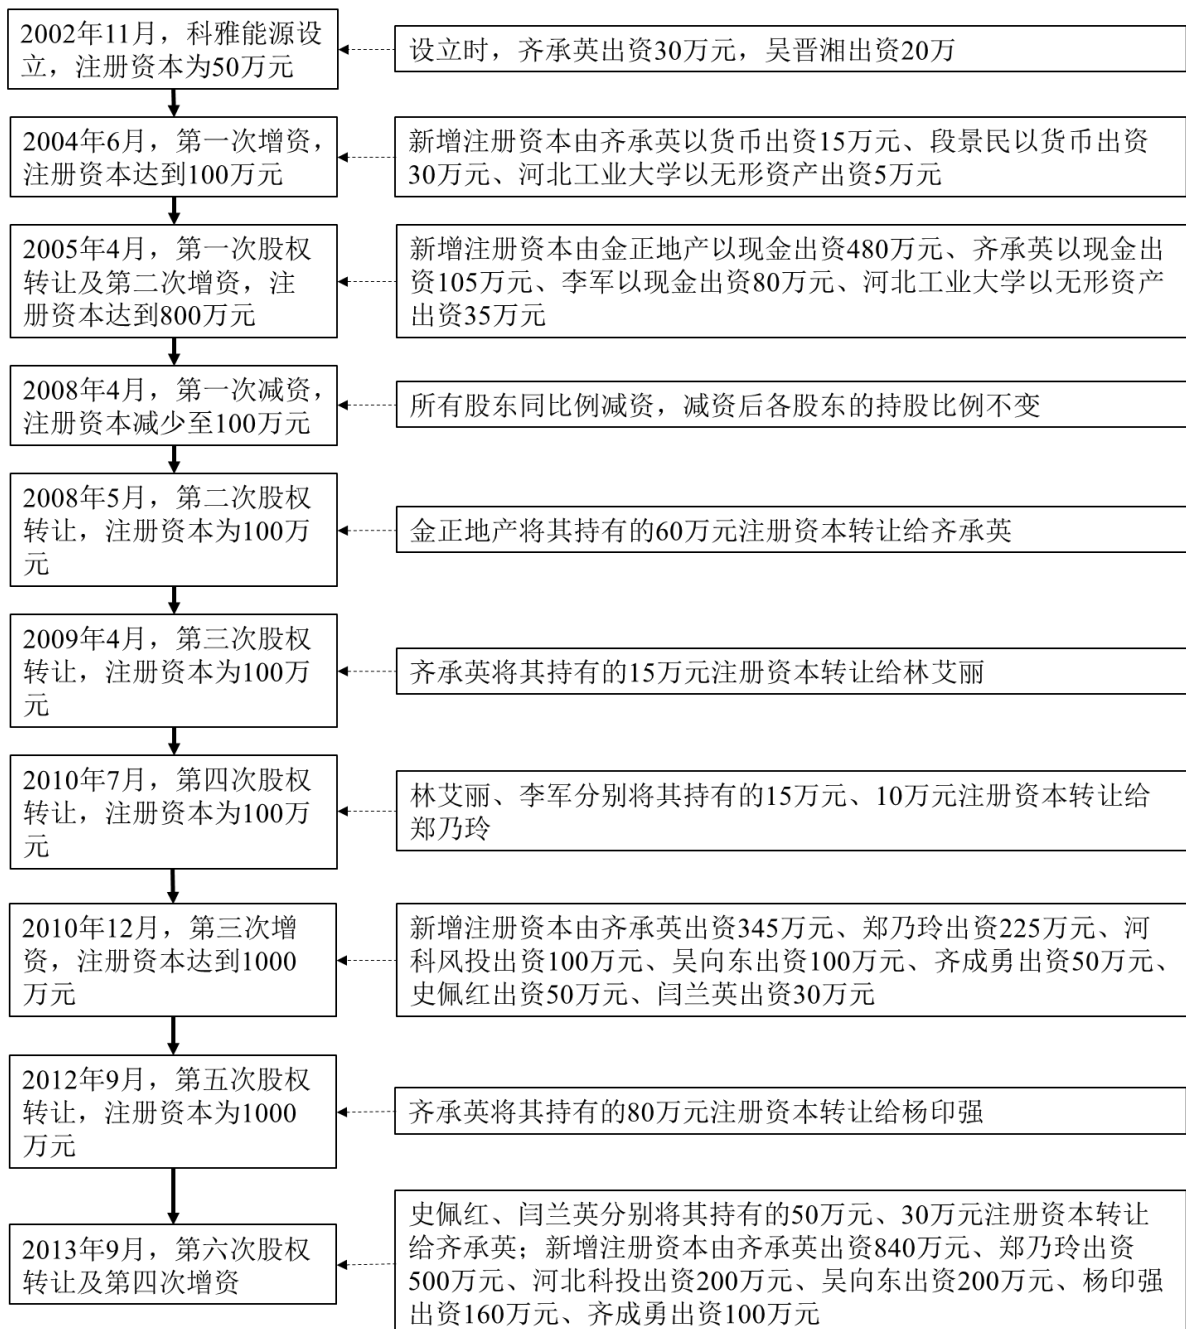 2002年11月，科雅能源设
立，注册资本为50万元
设立时，齐承英出资30万元，吴晋湘出资20万
2004年6月，第一次增资，
注册资本达到100万元
新增注册资本由齐承英以货币出资15万元、段景民以货币出资
30万元、河北工业大学以无形资产出资5万元
2005年4月，第一次股权
转让及第二次增资，注
册资本达到800万元
新增注册资本由金正地产以现金出资480万元、齐承英以现金出
资105万元、李军以现金出资80万元、河北工业大学以无形资产
出资35万元
2008年4月，第一次减资，
注册资本减少至100万元
所有股东同比例减资，减资后各股东的持股比例不变
2008年5月，第二次股权
转让，注册资本为100万
元
金正地产将其持有的60万元注册资本转让给齐承英
2009年4月，第三次股权
转让，注册资本为100万
元
齐承英将其持有的15万元注册资本转让给林艾丽
2010年7月，第四次股权
转让，注册资本为100万
元
林艾丽、李军分别将其持有的15万元、10万元注册资本转让给
郑乃玲
2010年12月，第三次增
资，注册资本达到1000
万元
新增注册资本由齐承英出资345万元、郑乃玲出资225万元、河
科风投出资100万元、吴向东出资100万元、齐成勇出资50万元、
史佩红出资50万元、闫兰英出资30万元
2012年9月，第五次股权
转让，注册资本为1000
万元
齐承英将其持有的80万元注册资本转让给杨印强
2013年9月，第六次股权
转让及第四次增资
史佩红、闫兰英分别将其持有的50万元、30万元注册资本转让
给齐承英；新增注册资本由齐承英出资840万元、郑乃玲出资
500万元、河北科投出资200万元、吴向东出资200万元、杨印强
出资160万元、齐成勇出资100万元